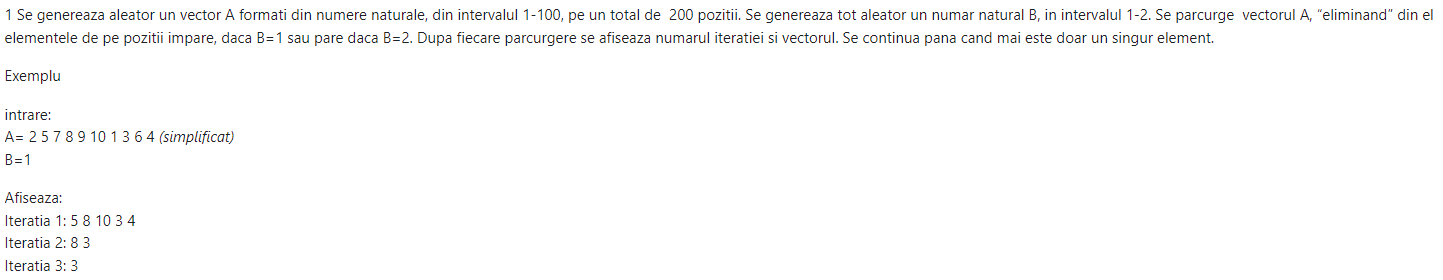 1 Se genereaza aleator un vector A formati din numere naturale, din intervalul 1-100, pe un total de  200 pozitii. Se genereaza tot aleator un numar natural B, in intervalul 1-2. Se parcurge  vectorul A, “eliminand” din el
elementele de pe pozitii impare, daca B=1 sau pare daca B=2. Dupa fiecare parcurgere se afiseaza numarul iteratiei si vectorul. Se continua pana cand mai este doar un singur element.
Exemplu
intrare:
A= 2 5 7 8 9 10 1 3 6 4 (simplificat)
B=1
Afiseaza:
Iteratia 1: 5 8 10 3 4
Iteratia 2: 8 3
Iteratia 3: 3